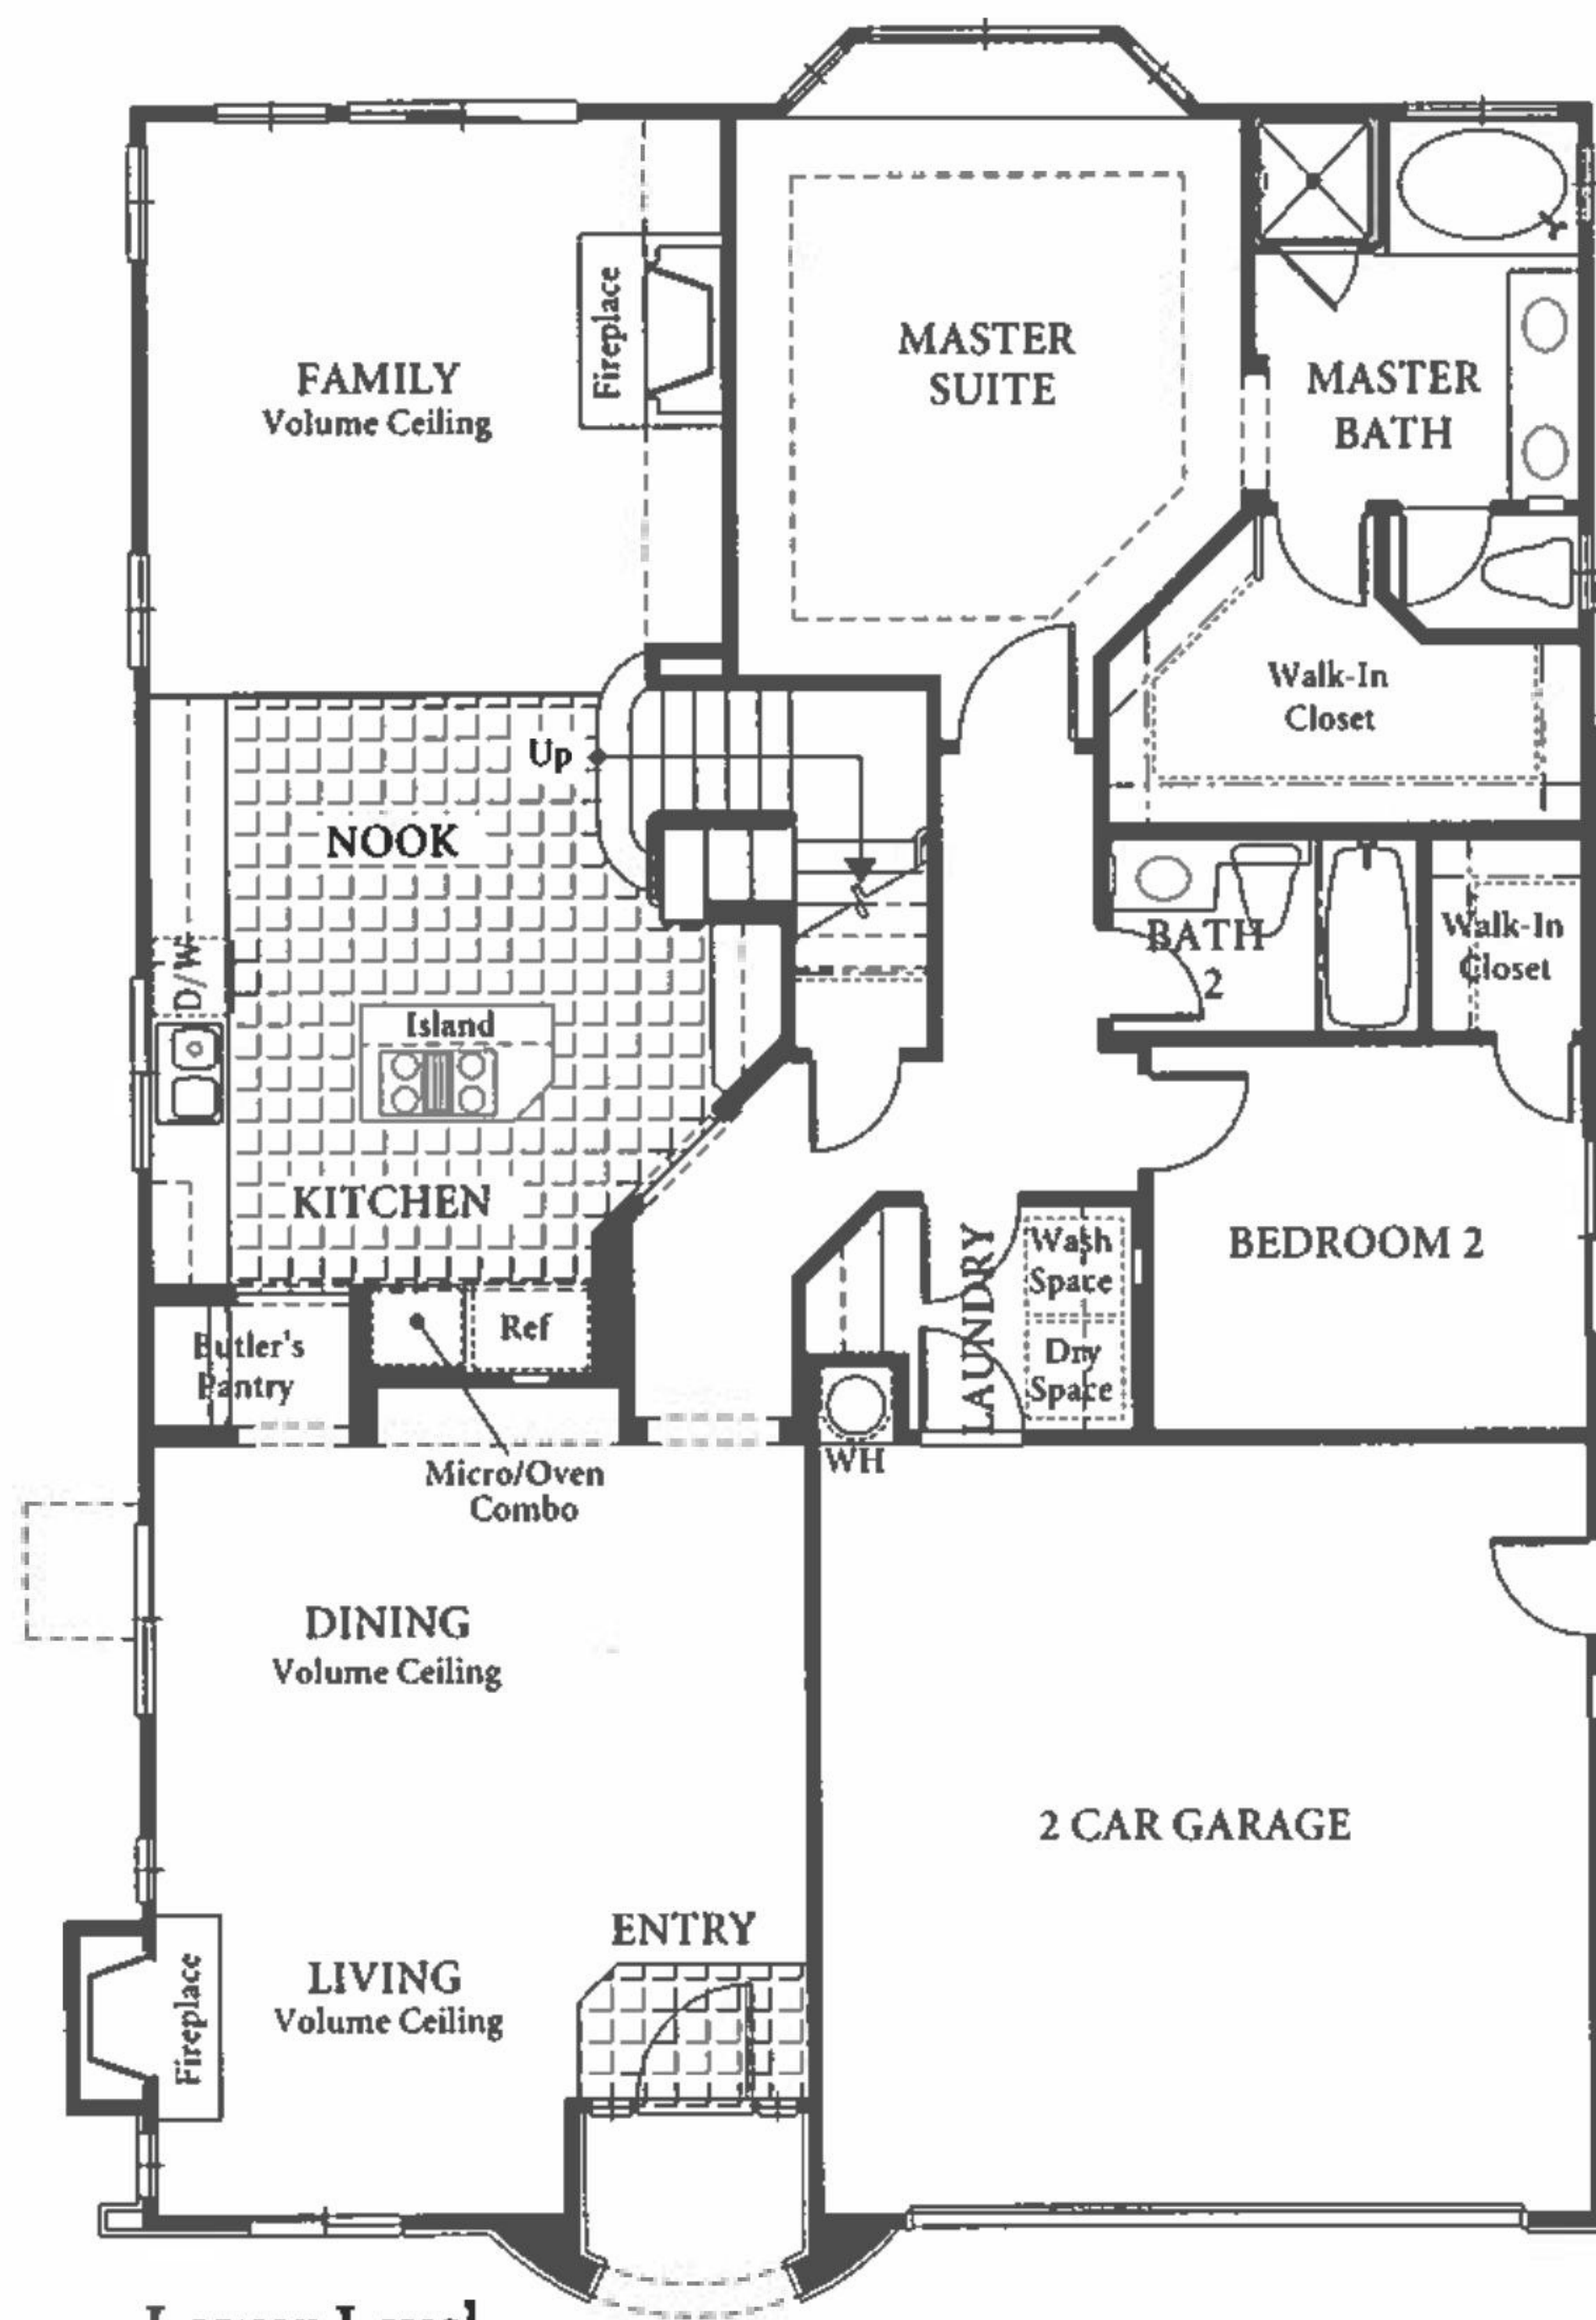 FAMILY
Volume Ceiling
Fireplace
MASTER
SUITE
MASTER
BATH
Walk-In
Closet
Up
NOOK
D/W
Island
BATH
2
Walk-In
Closet
KITCHEN
BEDROOM 2
LAUNDRY
Wash
Space
Dry
Space
Ref
Butler's
Pantry
Micro/Oven
Combo
WH
DINING
Volume Ceiling
2 CAR GARAGE
ENTRY
LIVING
Volume Ceiling
Fireplace